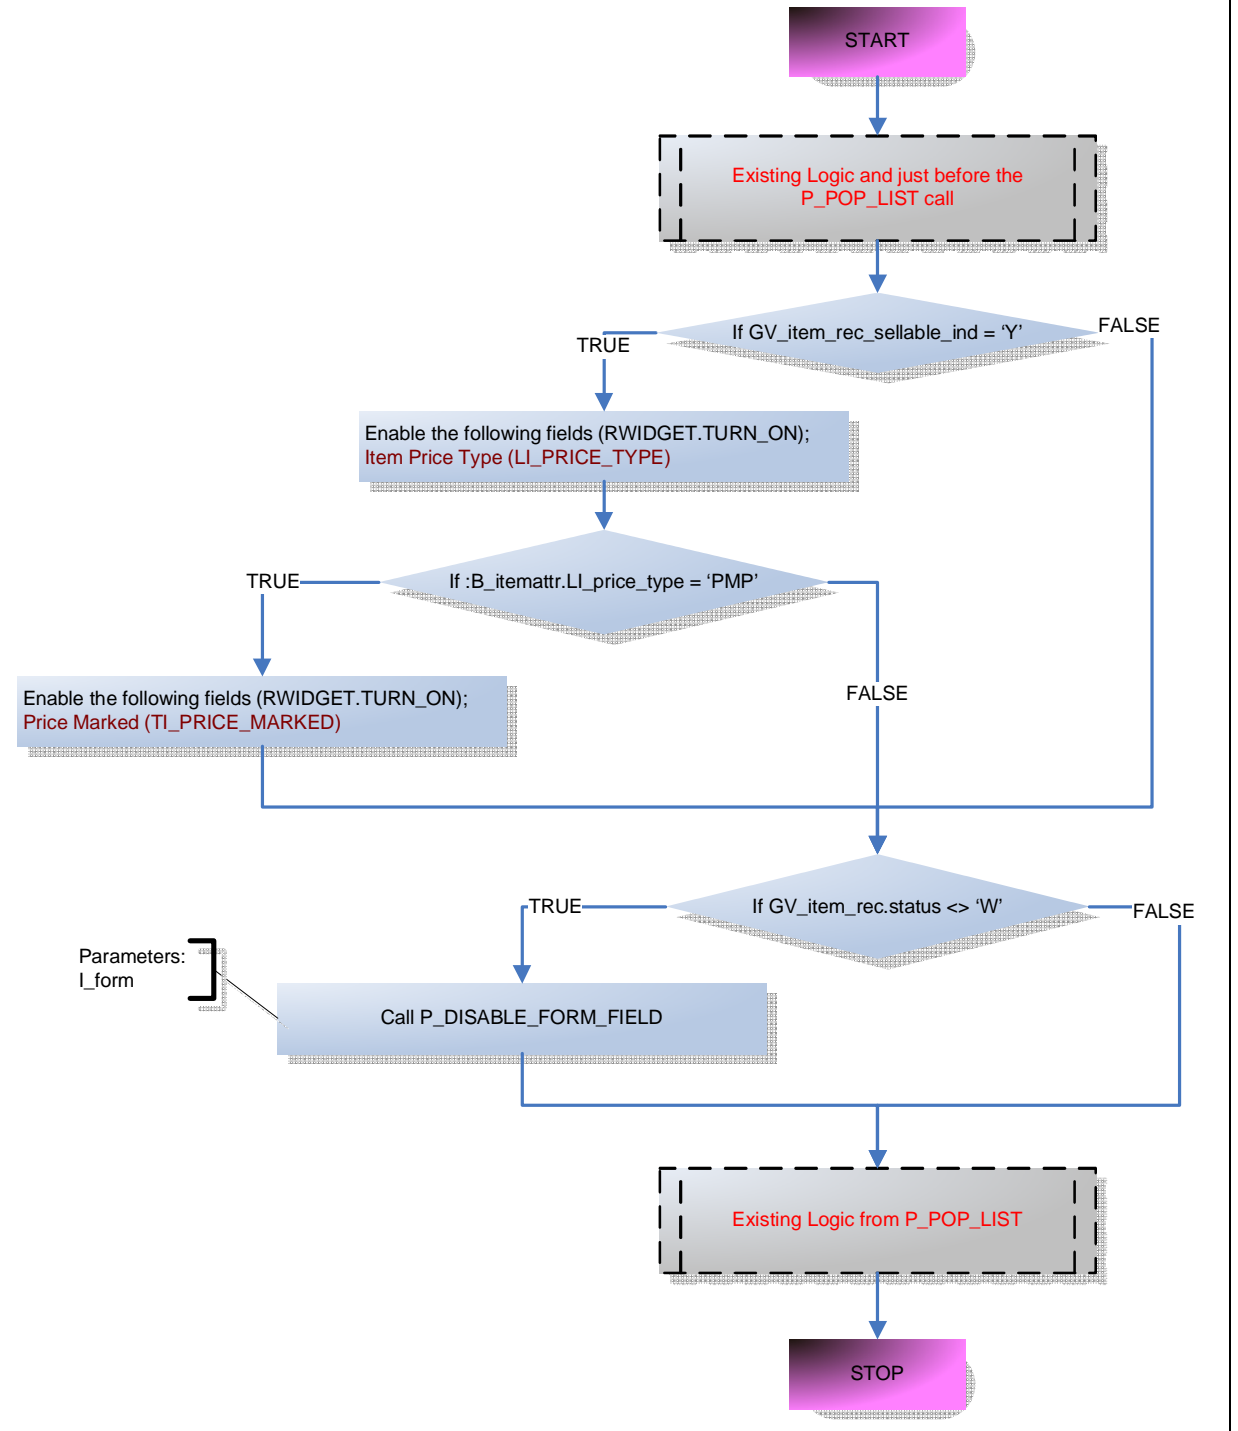 START
Existing Logic and just before the
P_POP_LIST call
If GV_item_rec_sellable_ind = ‘Y’
FALSE
TRUE
Enable the following fields (RWIDGET.TURN_ON);
Item Price Type (LI_PRICE_TYPE)
If :B_itemattr.LI_price_type = ‘PMP’
TRUE
FALSE
Enable the following fields (RWIDGET.TURN_ON);
Price Marked (TI_PRICE_MARKED)
If GV_item_rec.status <> ‘W’
TRUE
FALSE
Parameters:
I_form
Call P_DISABLE_FORM_FIELD
Existing Logic from P_POP_LIST
STOP